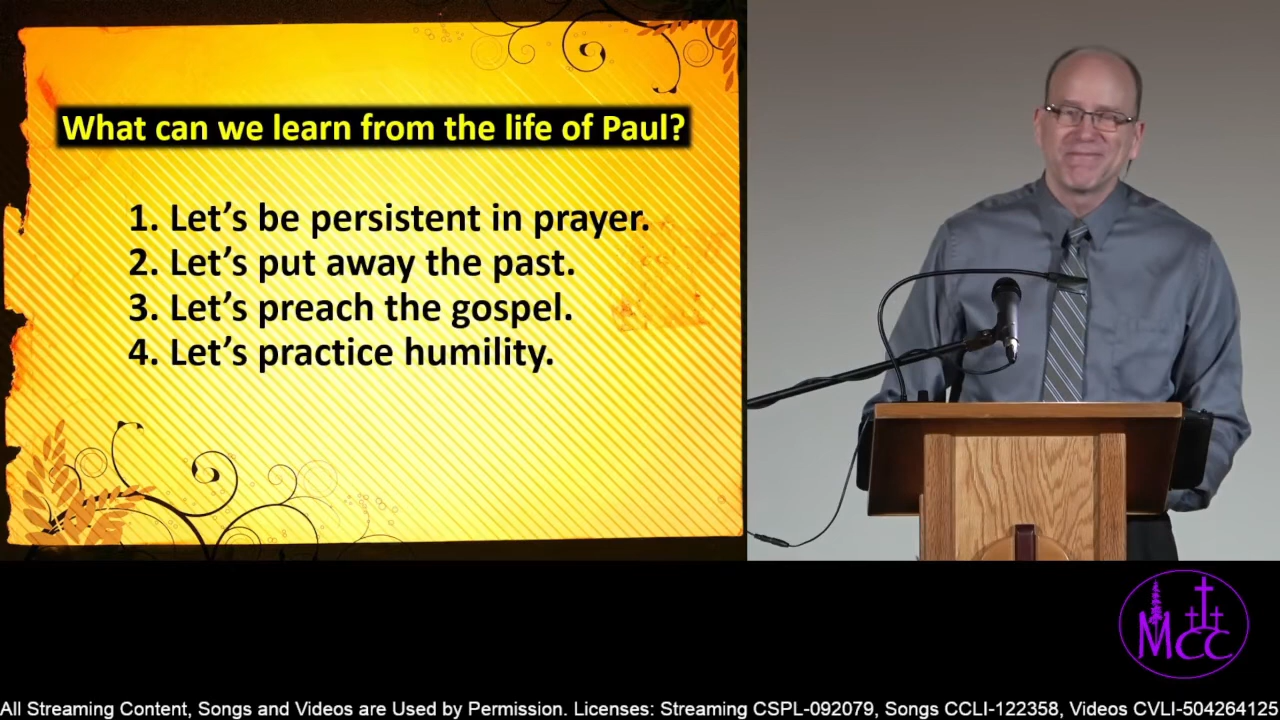 What can we learn from the life of Paul?
1. Let's be persistent in prayer.
2. Let's put away the past.
3. Let's preach the gospel.
4. Let's practice humility.
MCC
All Streaming Content, Songs and Videos are Used by Permission. Licenses: Streaming CSPL-092079, Songs CCLI-122358, Videos CVLI-504264125